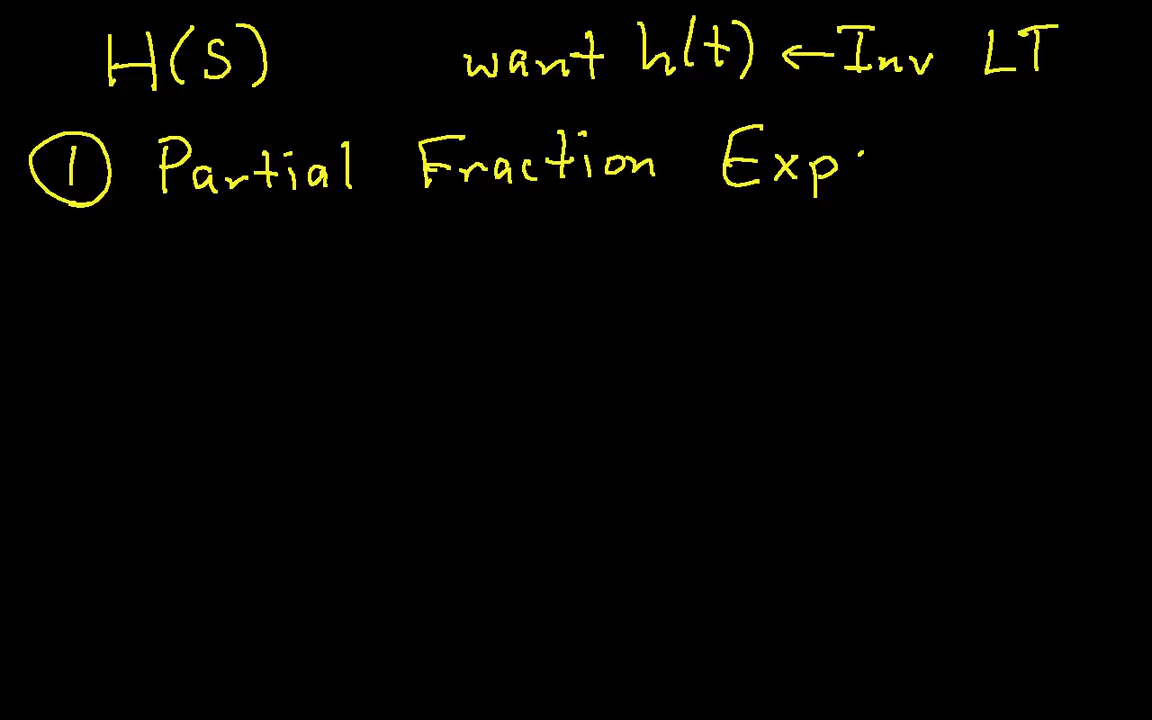 H(S) want h(t) ← Inv LT
① Partial Fraction Exp.